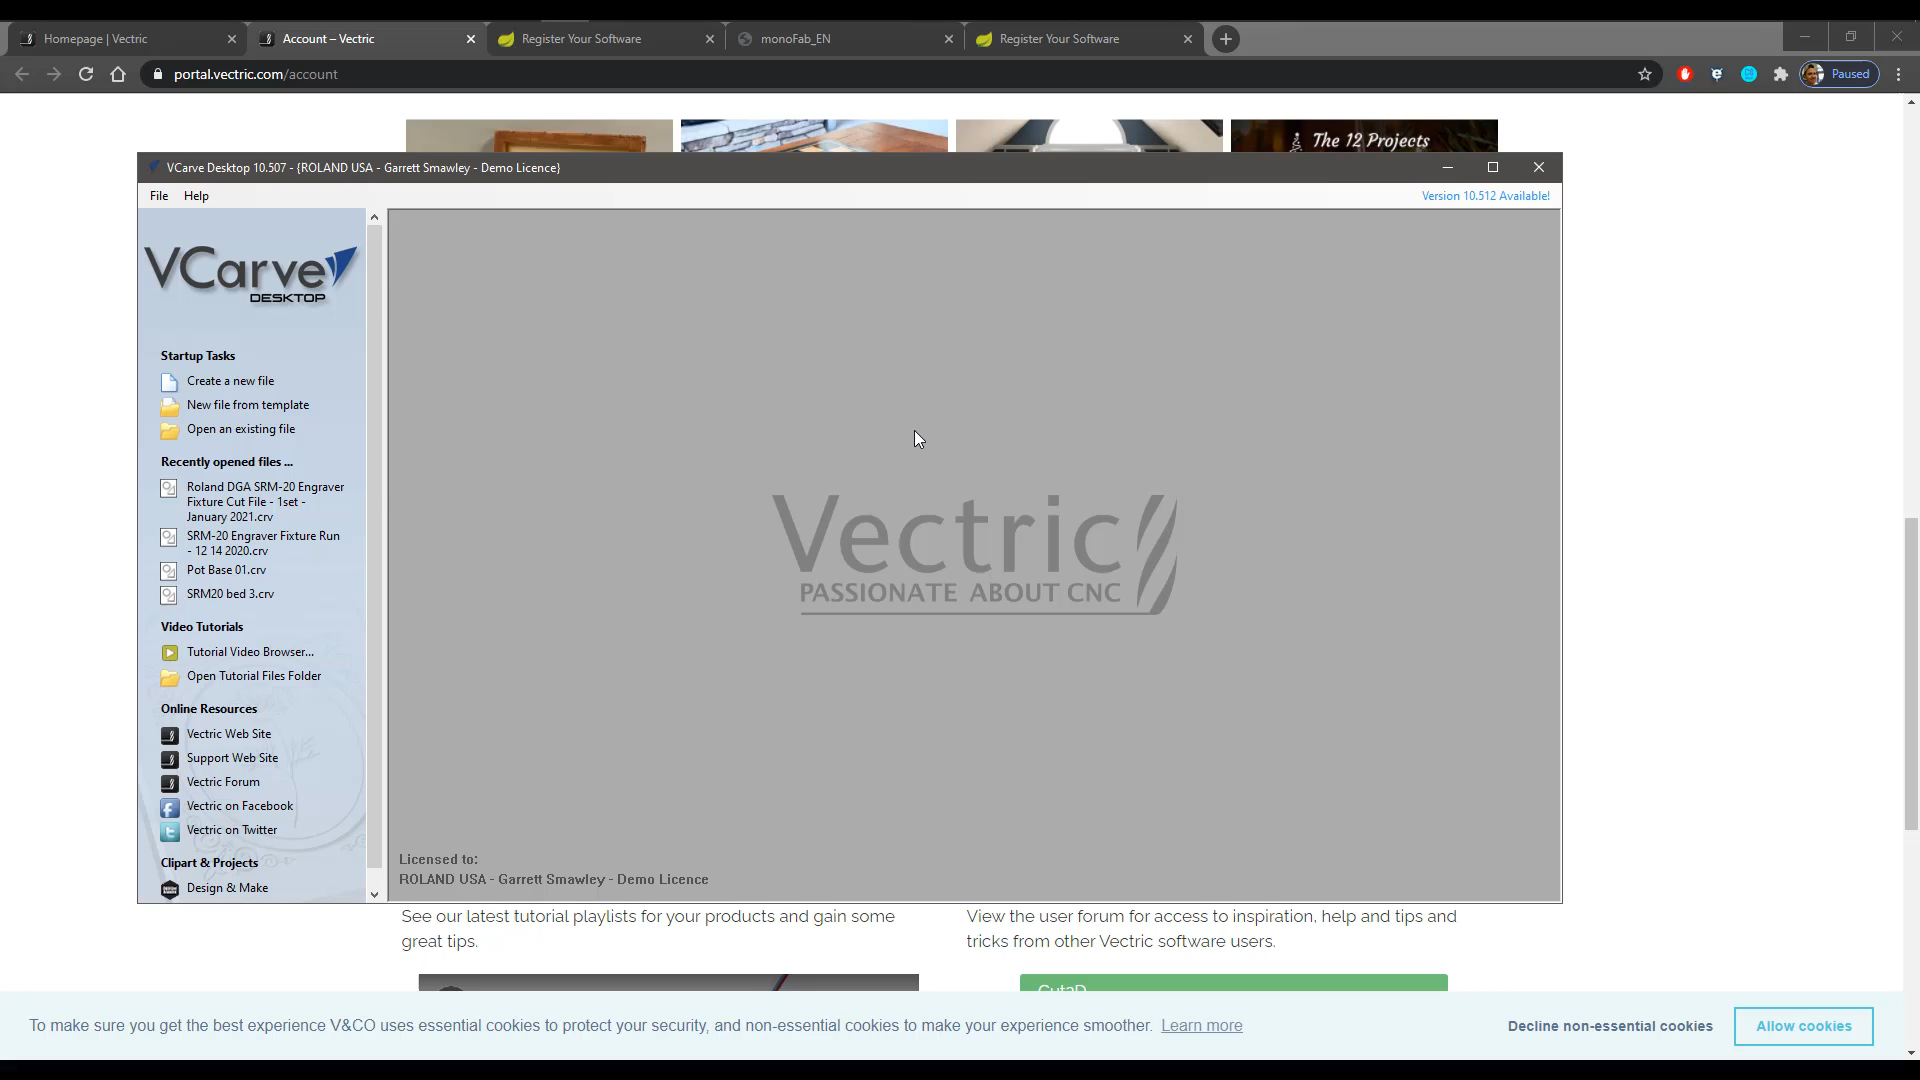 Homepage | Vectric
Account – Vectric
Register Your Software
monoFab_EN
Register Your Software
portal.vectric.com/account
Paused
The 12 Projects
VCarve Desktop 10.507 - {ROLAND USA - Garrett Smawley - Demo Licence}
File Help
Version 10.512 Available!
VCarve
DESKTOP
Startup Tasks
Create a new file
New file from template
Open an existing file
Recently opened files ...
Roland DGA SRM-20 Engraver
Fixture Cut File - 1set -
January 2021.crv
SRM-20 Engraver Fixture Run
- 12 14 2020.crv
Pot Base 01.crv
SRM20 bed 3.crv
Video Tutorials
Tutorial Video Browser...
Open Tutorial Files Folder
Online Resources
Vectric Web Site
Support Web Site
Vectric Forum
Vectric on Facebook
Vectric on Twitter
Clipart & Projects
Design & Make
Vectric
PASSIONATE ABOUT CNC
Licensed to:
ROLAND USA - Garrett Smawley - Demo Licence
See our latest tutorial playlists for your products and gain some
great tips.
View the user forum for access to inspiration, help and tips and
tricks from other Vectric software users.
Cut2D
To make sure you get the best experience V&CO uses essential cookies to protect your security, and non-essential cookies to make your experience smoother. Learn more
Decline non-essential cookies
Allow cookies